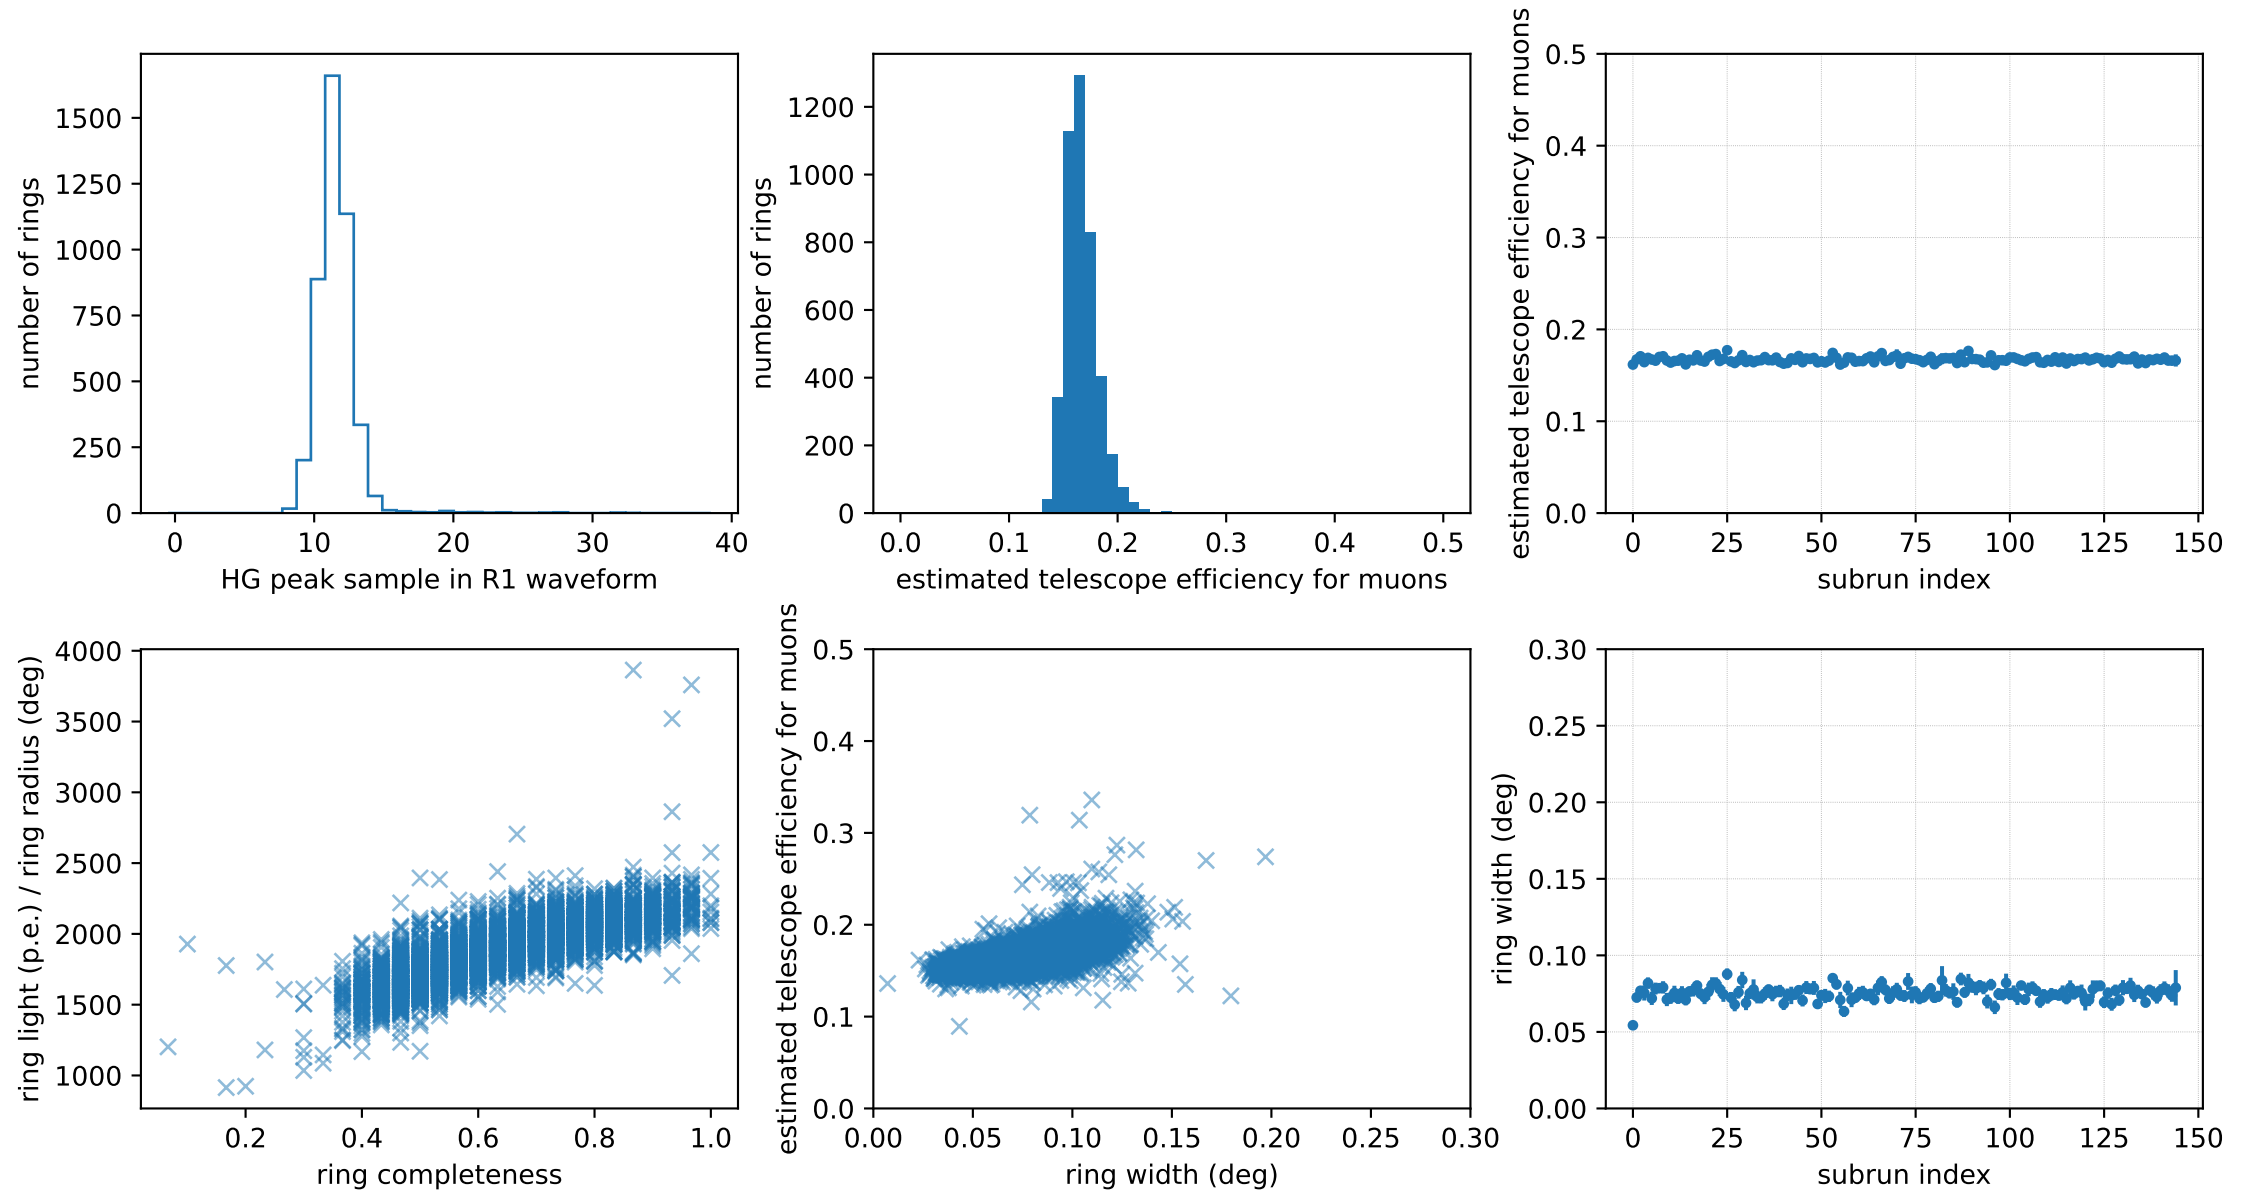 number of rings
1500
1250
1000
750
500
250
0
0 10 20 30 40
HG peak sample in R1 waveform
number of rings
1200
1000
800
600
400
200
0
0.0 0.1 0.2 0.3 0.4 0.5
estimated telescope efficiency for muons
estimated telescope efficiency for muons
0.5
0.4
0.3
0.2
0.1
0.0
0 25 50 75 100 125 150
subrun index
ring light (p.e.) / ring radius (deg)
4000
3500
3000
2500
2000
1500
1000
0.2 0.4 0.6 0.8 1.0
ring completeness
estimated telescope efficiency for muons
0.5
0.4
0.3
0.2
0.1
0.0
0.00 0.05 0.10 0.15 0.20 0.25 0.30
ring width (deg)
ring width (deg)
0.30
0.25
0.20
0.15
0.10
0.05
0.00
0 25 50 75 100 125 150
subrun index